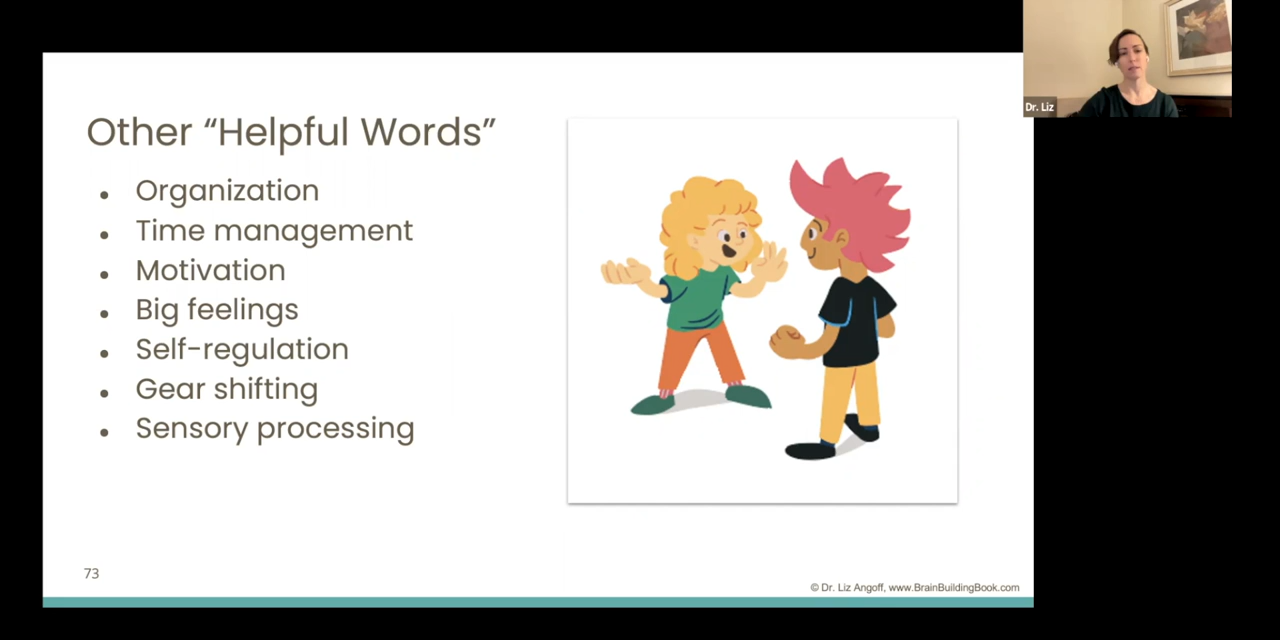 Dr. Liz
Other “Helpful Words”
• Organization
• Time management
• Motivation
• Big feelings
• Self-regulation
• Gear shifting
• Sensory processing
73
© Dr. Liz Angoff, www.BrainBuildingBook.com